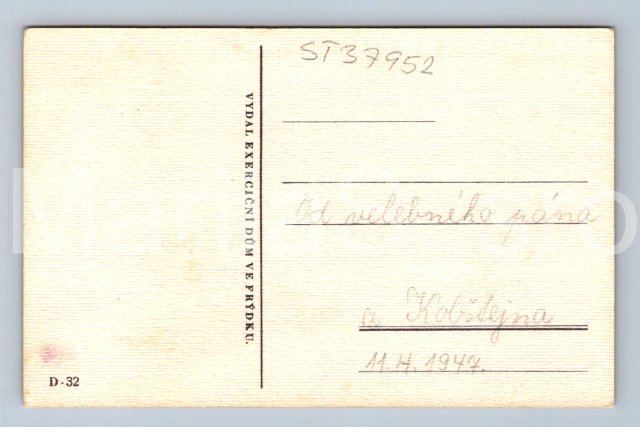 ST37952
VYDAL EXERCIČNÍ DŮM VE FRÝDKU.
Od velebného pána
a Kobštejna
11.4.1947.
D-32